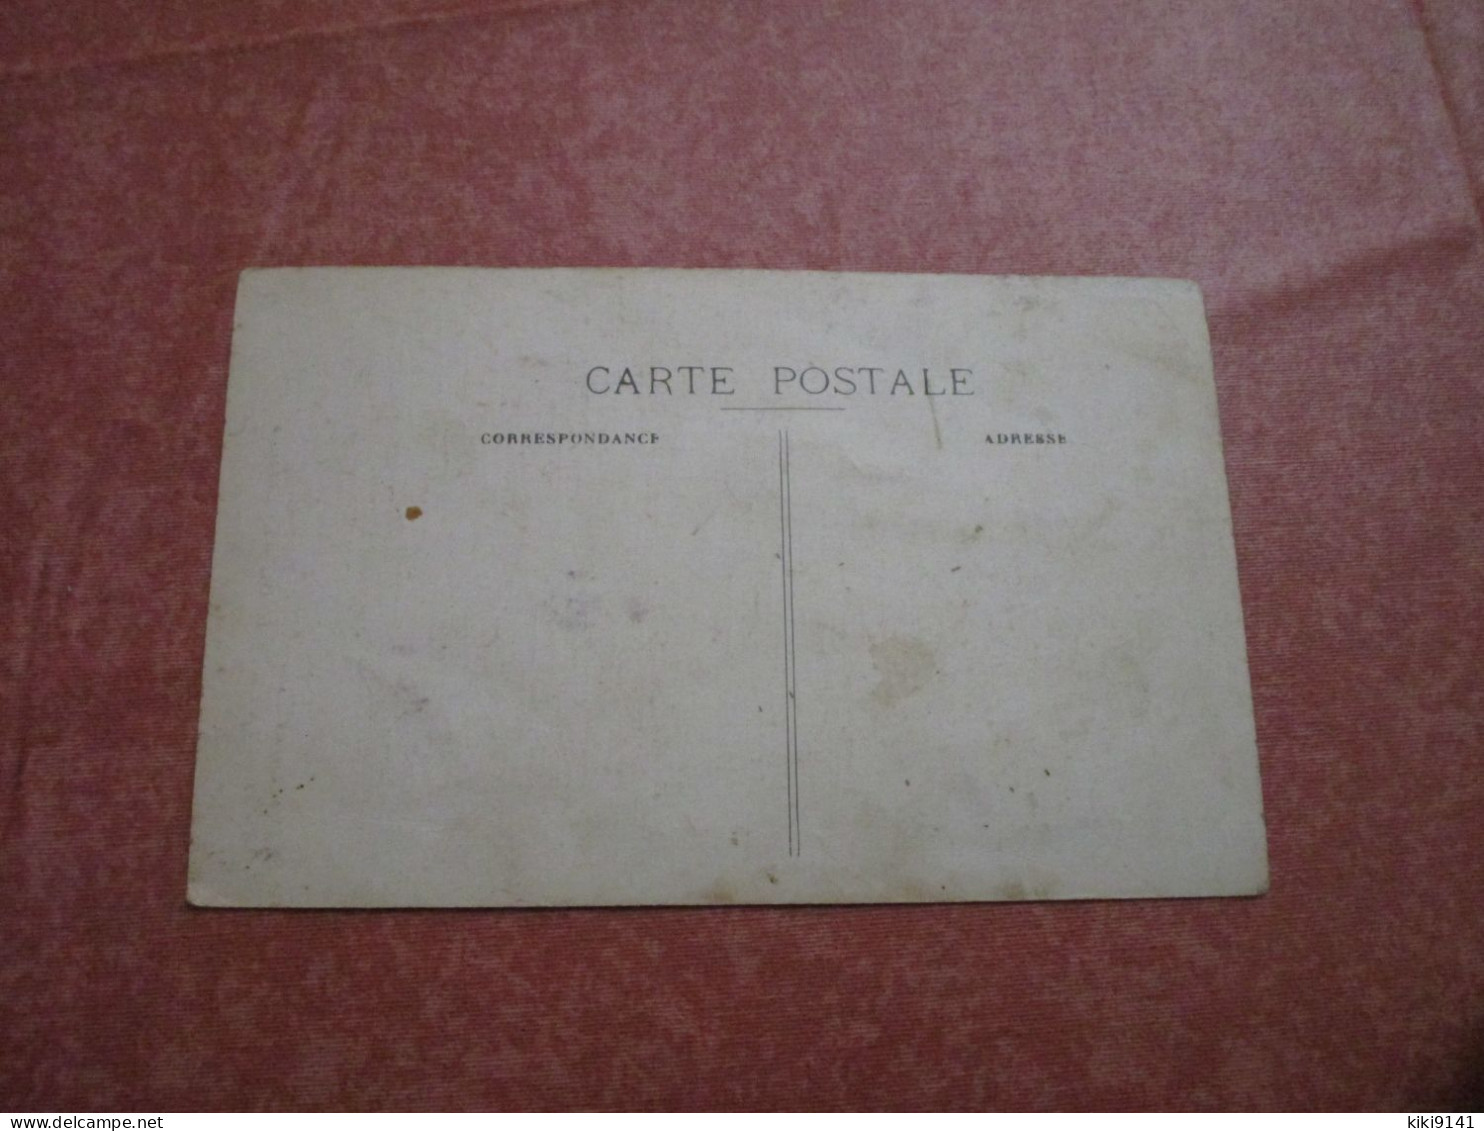 CARTE POSTALE
CORRESPONDANCE
ADRESSE
www.delcampe.net
kiki9141